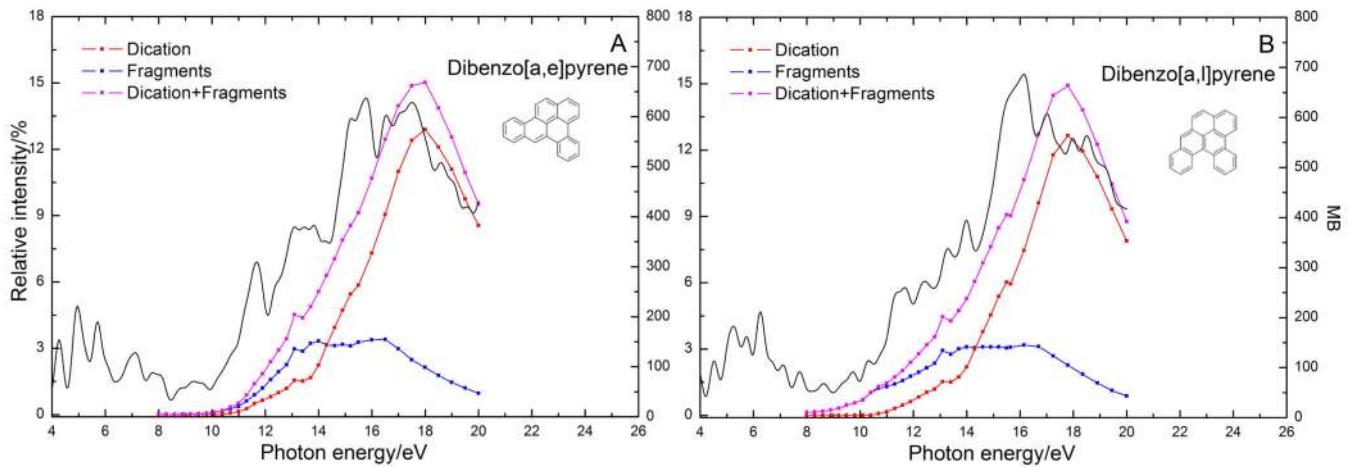 A
Dication
Fragments
Dication+Fragments
Dibenzo[a,e]pyrene
Relative intensity/%
18
15
12
9
6
3
0
800
700
600
500
400
300
200
100
0
4 6 8 10 12 14 16 18 20 22 24 26
Photon energy/eV
B
Dication
Fragments
Dication+Fragments
Dibenzo[a,l]pyrene
18
15
12
9
6
3
0
800
700
600
500
400
300
200
100
0
MB
4 6 8 10 12 14 16 18 20 22 24 26
Photon energy/eV